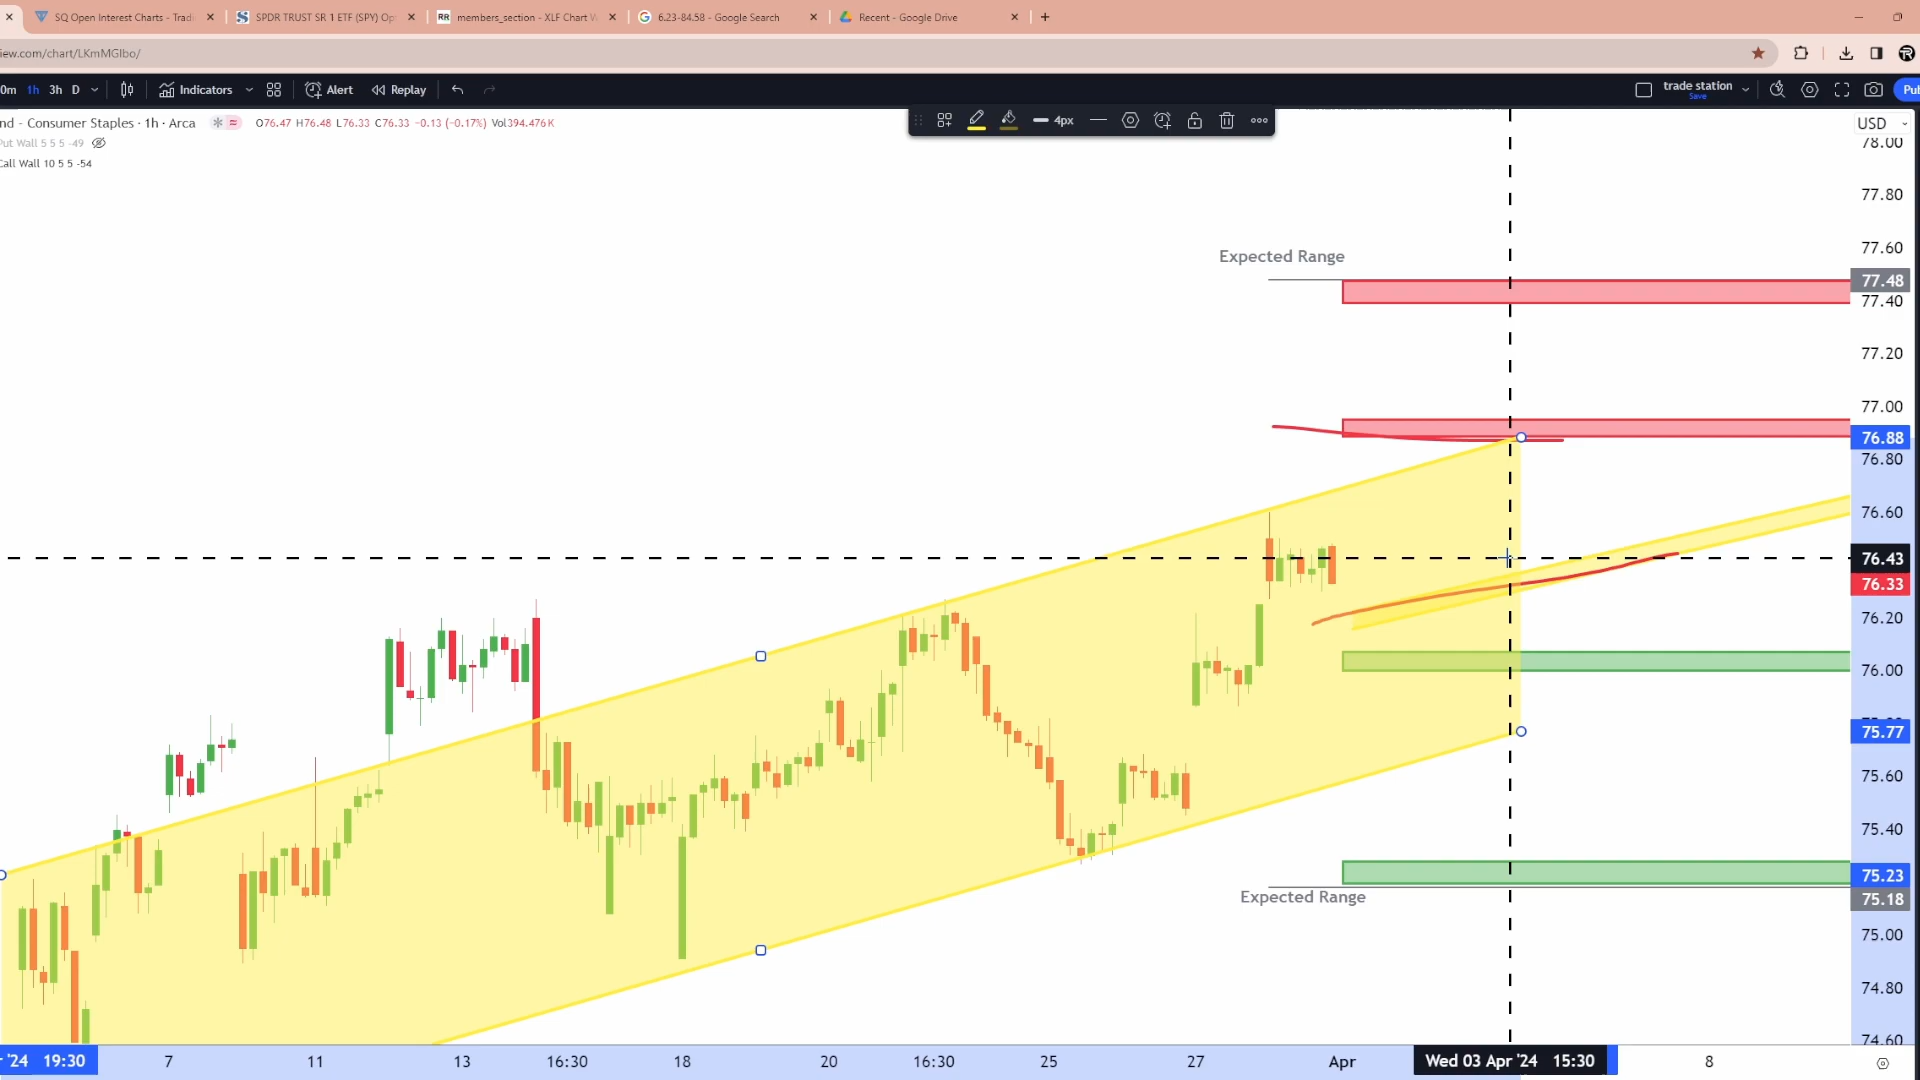 SQ Open Interest Charts - Tradi
SPDR TRUST SR 1 ETF (SPY) Op
RR members_section - XLF Chart W
6.23-84.58 - Google Search
Recent - Google Drive
iew.com/chart/LKmMGlbo/
0m 1h 3h D Indicators Alert Replay
trade station
Save
Pu
nd - Consumer Staples · 1h · Arca O76.47 H76.48 L76.33 C76.33 -0.13 (-0.17%) Vol394.476K
4px
USD
Put Wall 5 5 5 -49
Call Wall 10 5 5 -54
78.00
77.80
77.60
Expected Range
77.48
77.40
77.20
77.00
76.88
76.80
76.60
76.43
76.33
76.20
76.00
75.77
75.60
75.40
75.23
Expected Range
75.18
75.00
74.80
74.60
'24 19:30 7 11 13 16:30 18 20 16:30 25 27 Apr Wed 03 Apr '24 15:30 8